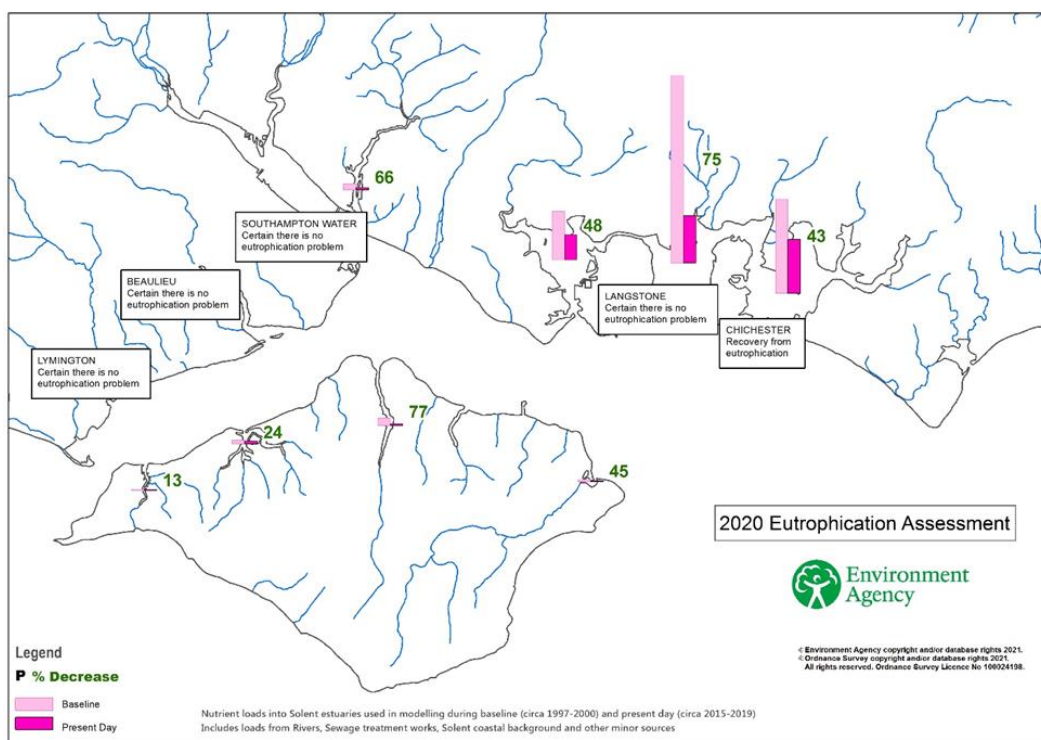 75
66
48
43
SOUTHAMPTON WATER
Certain there is no
eutrophication problem
BEAULIEU
Certain there is no
eutrophication problem
LANGSTONE
Certain there is no
eutrophication problem
CHICHESTER
Recovery from
eutrophication
LYMINGTON
Certain there is no
eutrophication problem
77
24
13
45
2020 Eutrophication Assessment
Environment
Agency
© Environment Agency copyright and/or database rights 2021.
© Ordnance Survey copyright and/or database rights 2021.
All rights reserved. Ordnance Survey Licence No 100024198.
Legend
P % Decrease
Baseline
Present Day
Nutrient loads into Solent estuaries used in modelling during baseline (circa 1997-2000) and present day (circa 2015-2019)
Includes loads from Rivers, Sewage treatment works, Solent coastal background and other minor sources